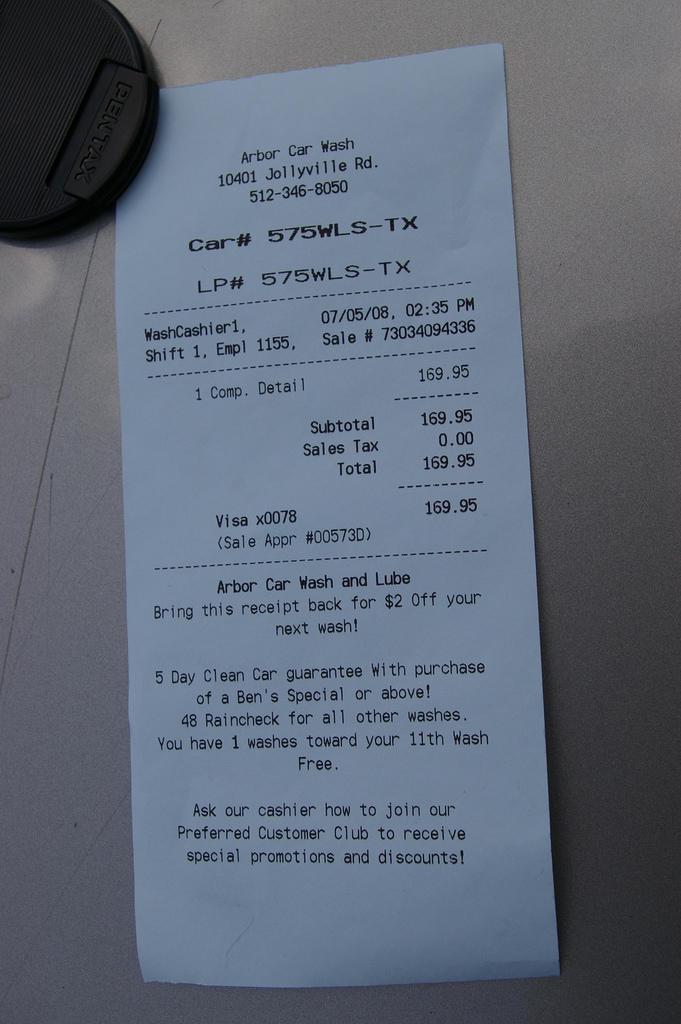 PENTAX
Arbor Car Wash
10401 Jollyville Rd.
512-346-8050
Car# 575WLS-TX
LP# 575WLS-TX
WashCashier1, 07/05/08, 02:35 PM
Shift 1, Empl 1155, Sale # 73034094336
1 Comp. Detail 169.95
Subtotal 169.95
Sales Tax 0.00
Total 169.95
Visa x0078 169.95
(Sale Appr #00573D)
Arbor Car Wash and Lube
Bring this receipt back for $2 Off your
next wash!
5 Day Clean Car guarantee With purchase
of a Ben's Special or above!
48 Raincheck for all other washes.
You have 1 washes toward your 11th Wash
Free.
Ask our cashier how to join our
Preferred Customer Club to receive
special promotions and discounts!